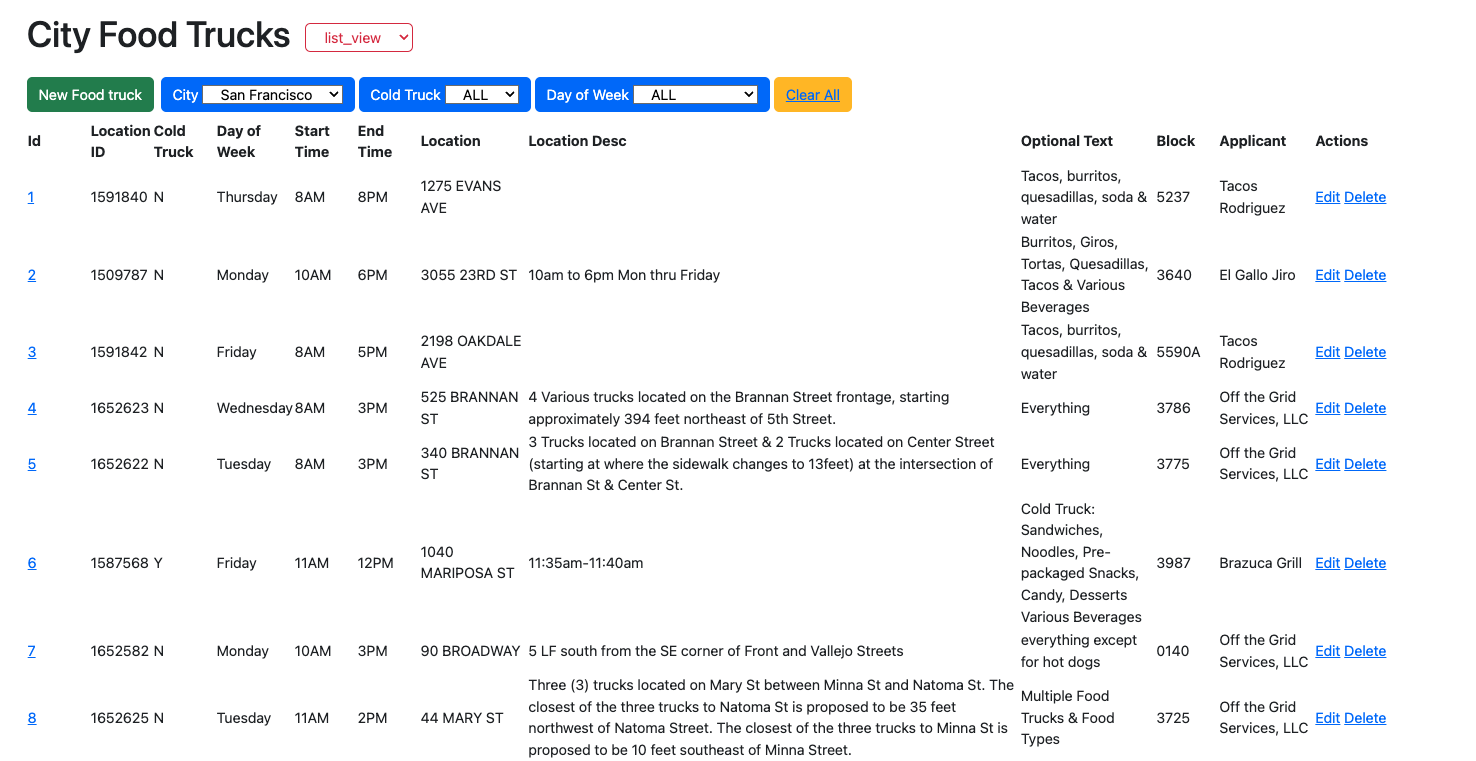 City Food Trucks list_view
New Food truck City San Francisco Cold Truck ALL Day of Week ALL Clear All
Id Location ID Cold Truck Day of Week Start Time End Time Location Location Desc Optional Text Block Applicant Actions
1 1591840 N Thursday 8AM 8PM 1275 EVANS AVE Tacos, burritos, quesadillas, soda & water 5237 Tacos Rodriguez Edit Delete
2 1509787 N Monday 10AM 6PM 3055 23RD ST 10am to 6pm Mon thru Friday Burritos, Giros, Tortas, Quesadillas, Tacos & Various Beverages 3640 El Gallo Jiro Edit Delete
3 1591842 N Friday 8AM 5PM 2198 OAKDALE AVE Tacos, burritos, quesadillas, soda & water 5590A Tacos Rodriguez Edit Delete
4 1652623 N Wednesday 8AM 3PM 525 BRANNAN ST 4 Various trucks located on the Brannan Street frontage, starting approximately 394 feet northeast of 5th Street. Everything 3786 Off the Grid Services, LLC Edit Delete
5 1652622 N Tuesday 8AM 3PM 340 BRANNAN ST 3 Trucks located on Brannan Street & 2 Trucks located on Center Street (starting at where the sidewalk changes to 13feet) at the intersection of Brannan St & Center St. Everything 3775 Off the Grid Services, LLC Edit Delete
6 1587568 Y Friday 11AM 12PM 1040 MARIPOSA ST 11:35am-11:40am Cold Truck: Sandwiches, Noodles, Pre-packaged Snacks, Candy, Desserts Various Beverages 3987 Brazuca Grill Edit Delete
7 1652582 N Monday 10AM 3PM 90 BROADWAY 5 LF south from the SE corner of Front and Vallejo Streets everything except for hot dogs 0140 Off the Grid Services, LLC Edit Delete
8 1652625 N Tuesday 11AM 2PM 44 MARY ST Three (3) trucks located on Mary St between Minna St and Natoma St. The closest of the three trucks to Natoma St is proposed to be 35 feet northwest of Natoma Street. The closest of the three trucks to Minna St is proposed to be 10 feet southeast of Minna Street. Multiple Food Trucks & Food Types 3725 Off the Grid Services, LLC Edit Delete